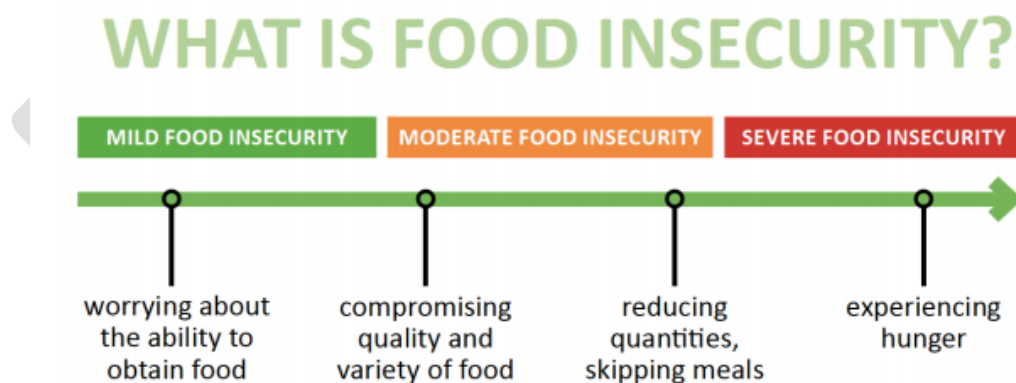 WHAT IS FOOD INSECURITY?
MILD FOOD INSECURITY
MODERATE FOOD INSECURITY
SEVERE FOOD INSECURITY
worrying about
the ability to
obtain food
compromising
quality and
variety of food
reducing
quantities,
skipping meals
experiencing
hunger